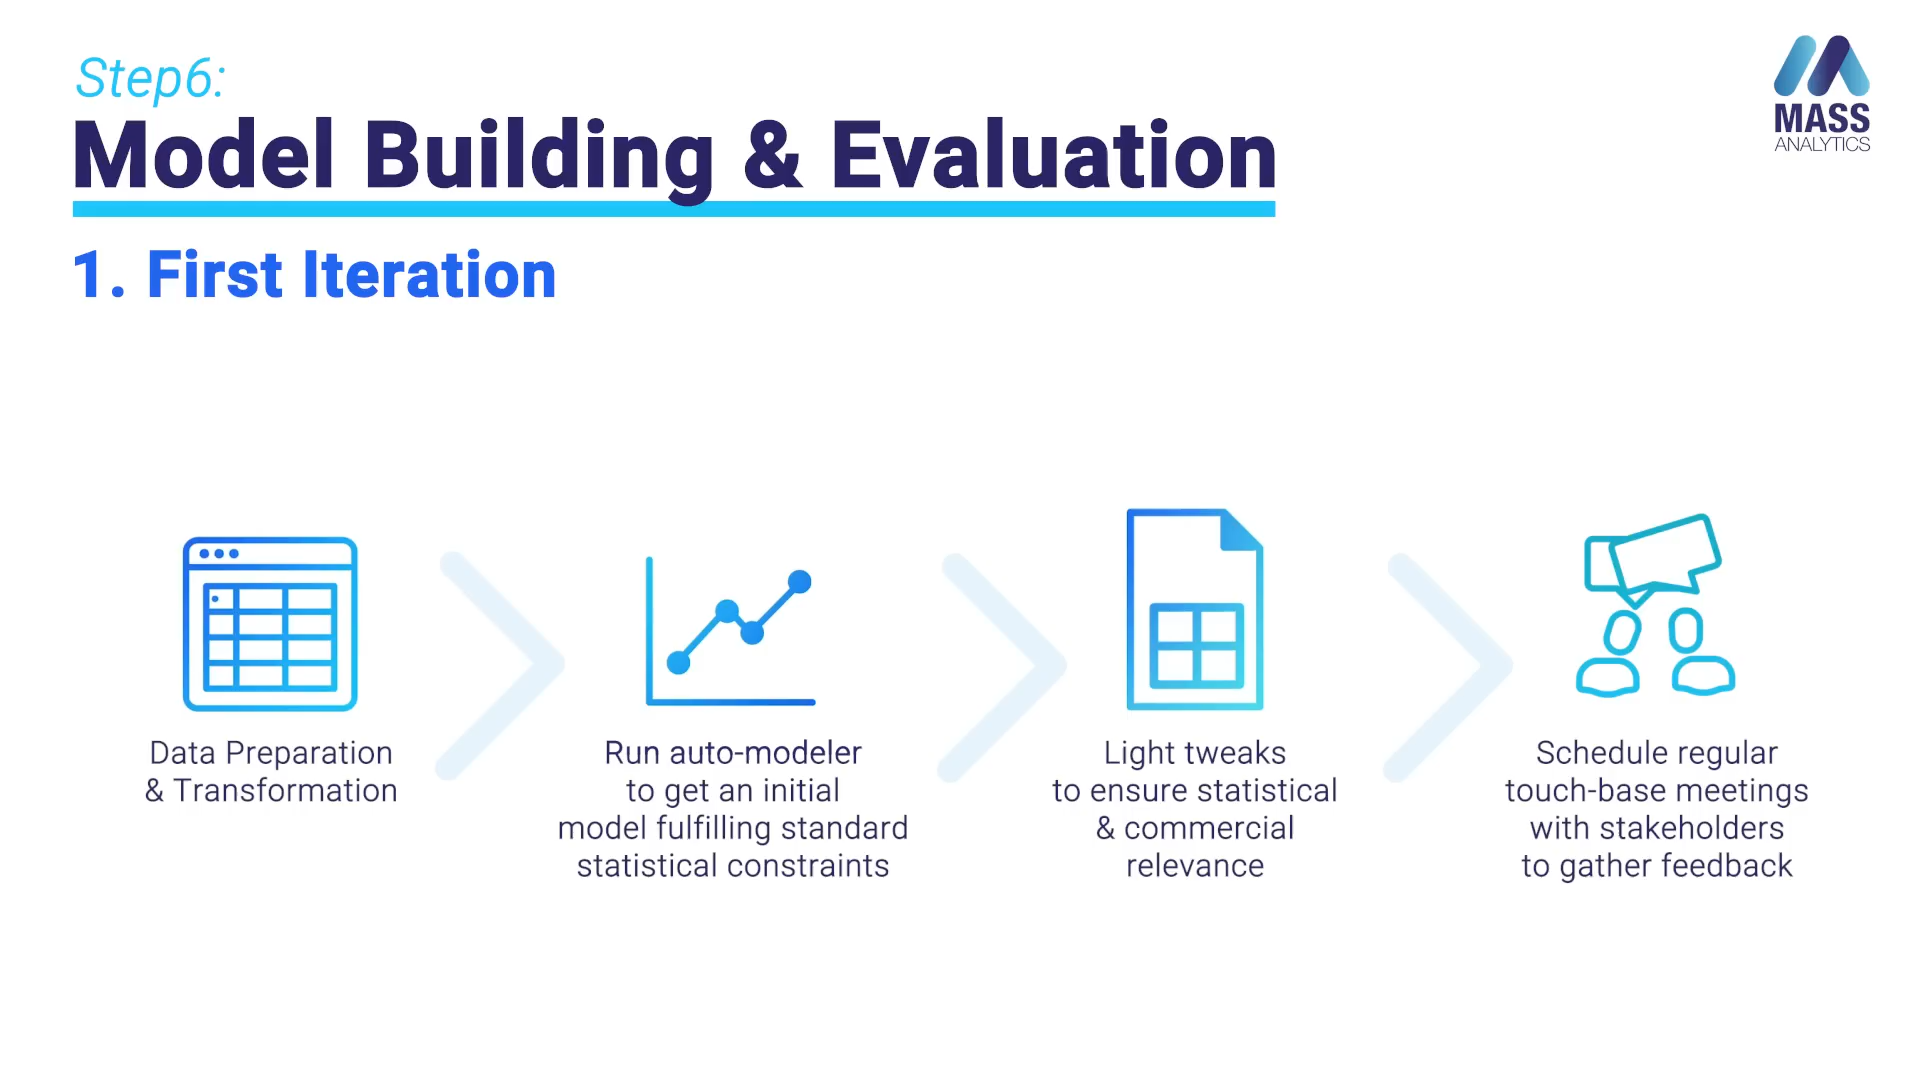 Step6:
Model Building & Evaluation
MASS
ANALYTICS
1. First Iteration
Data Preparation
& Transformation
Run auto-modeler
to get an initial
model fulfilling standard
statistical constraints
Light tweaks
to ensure statistical
& commercial
relevance
Schedule regular
touch-base meetings
with stakeholders
to gather feedback